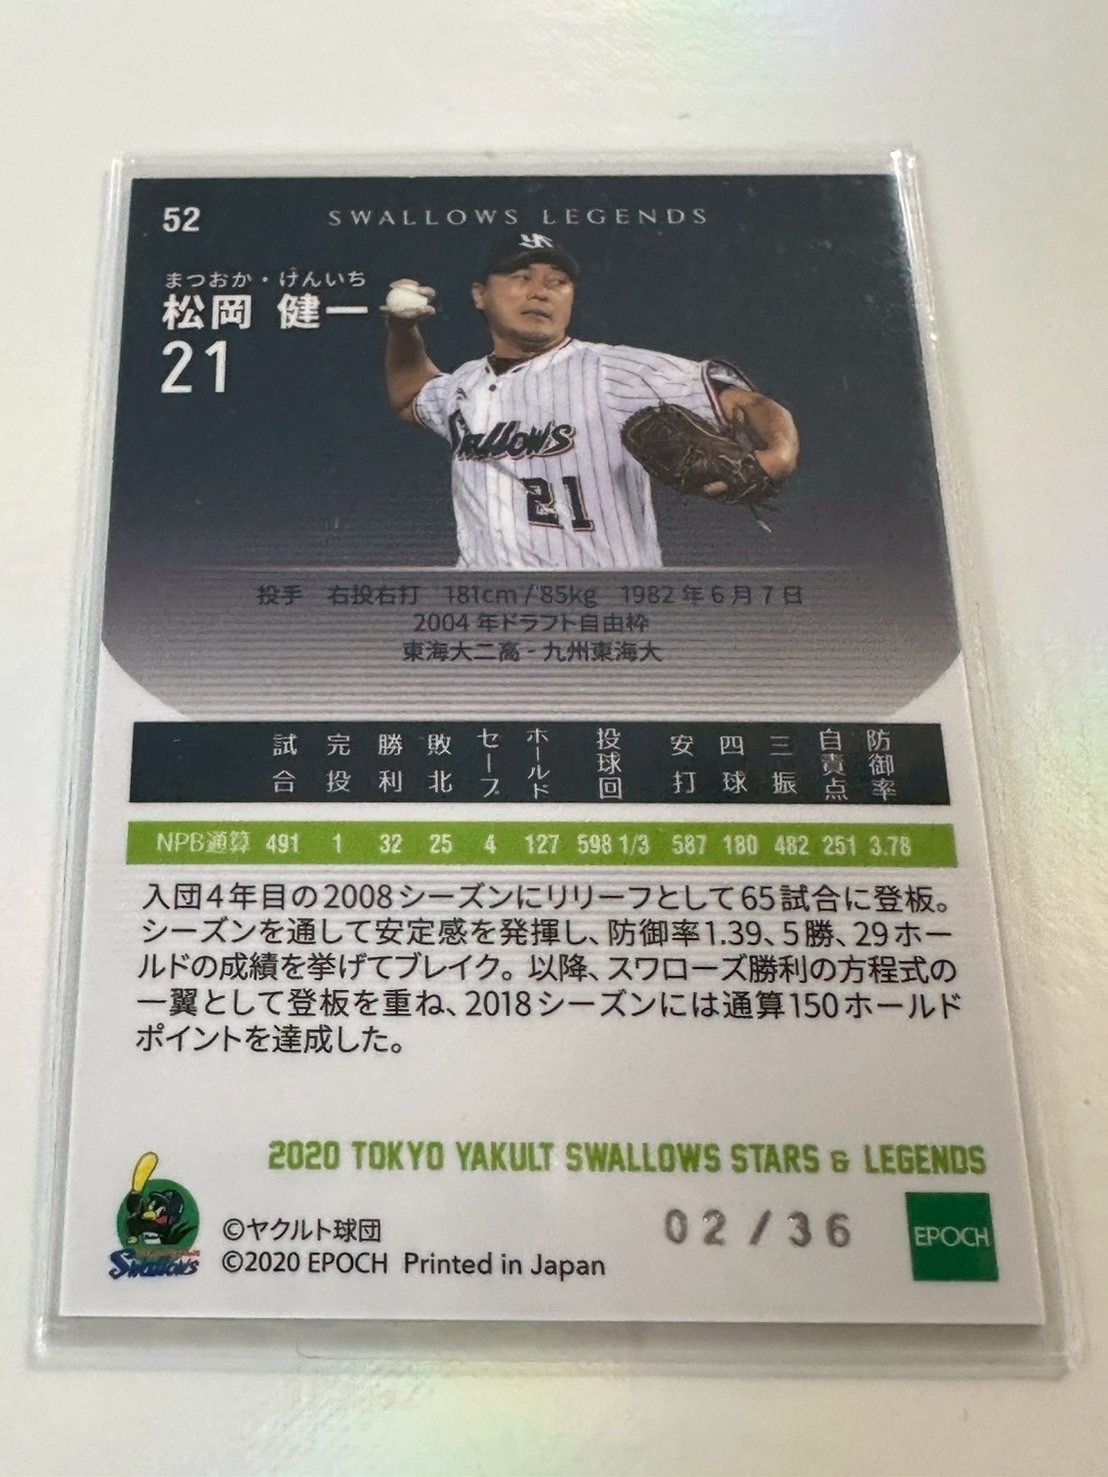 52
SWALLOWS LEGENDS
まつおか・けんいち
松岡 健一
21
Swallows
21
投手 右投右打 181cm/85kg 1982年6月7日
2004年ドラフト自由枠
東海大二高-九州東海大
試合 完投 勝利 敗北 セーブ ホールド 投球回 安打 四球 三振 自責点 防御率
NPB通算 491 1 32 25 4 127 598 1/3 587 180 482 251 3.78
入団4年目の2008シーズンにリリーフとして65試合に登板。
シーズンを通して安定感を発揮し、防御率1.39、5勝、29ホー
ルドの成績を挙げてブレイク。以降、スワローズ勝利の方程式の
一翼として登板を重ね、2018シーズンには通算150ホールド
ポイントを達成した。
2020 TOKYO YAKULT SWALLOWS STARS & LEGENDS
Swallows
©ヤクルト球団
©2020 EPOCH Printed in Japan
02/36
EPOCH